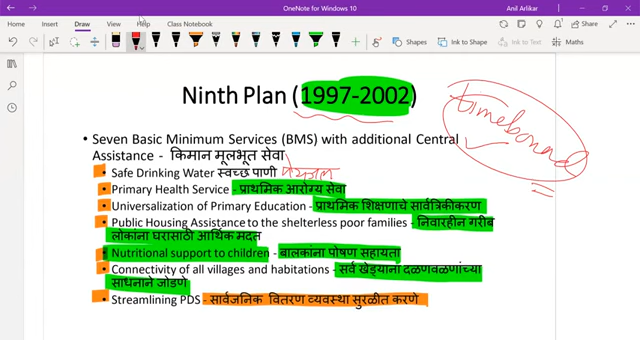 OneNote for Windows 10
Anil Arlikar
Home Insert Draw View Help Class Notebook
Shapes Ink to Shape Ink to Text Maths
Ninth Plan (1997-2002)
timebound
• Seven Basic Minimum Services (BMS) with additional Central
Assistance - किमान मूलभूत सेवा
Safe Drinking Water स्वच्छ पाणी पेयजल
Primary Health Service - प्राथमिक आरोग्य सेवा
Universalization of Primary Education - प्राथमिक शिक्षणाचे सार्वत्रिकीकरण
Public Housing Assistance to the shelterless poor families - निवारहीन गरीब
लोकांना घरासाठी आर्थिक मदत
Nutritional support to children - बालकांना पोषण सहायता
Connectivity of all villages and habitations - सर्व खेड्याना दळणवळणांच्या
साधनाने जोडणे
Streamlining PDS - सार्वजनिक वितरण व्यवस्था सुरळीत करणे